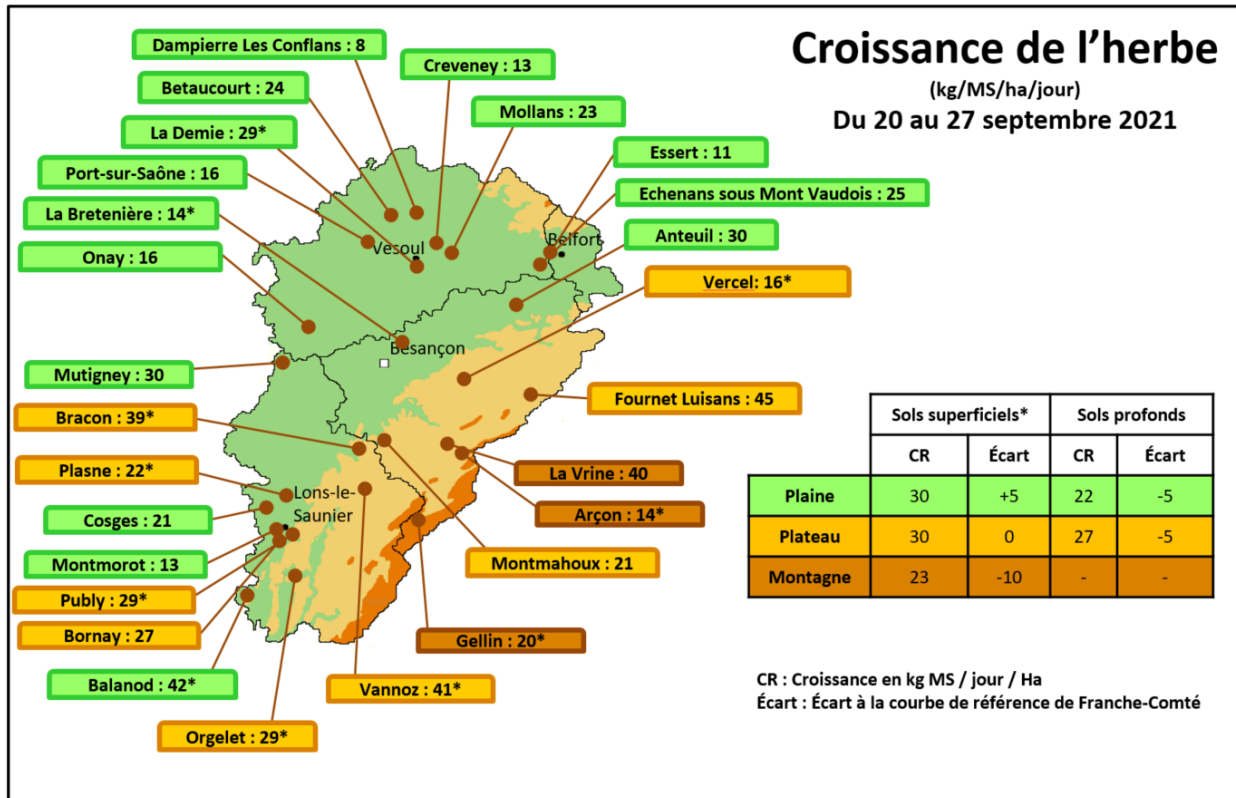 Croissance de l’herbe
(kg/MS/ha/jour)
Du 20 au 27 septembre 2021
Dampierre Les Conflans : 8
Creveney : 13
Betaucourt : 24
Mollans : 23
La Demie : 29*
Essert : 11
Port-sur-Saône : 16
Echenans sous Mont Vaudois : 25
La Bretenière : 14*
Anteuil : 30
Onay : 16
Vercel: 16*
Vesoul
Belfort
Besançon
Mutigney : 30
Fournet Luisans : 45
Bracon : 39*
Plasne : 22*
La Vrine : 40
Lons-le-
Saunier
Cosges : 21
Arçon : 14*
Montmorot : 13
Montmahoux : 21
Publy : 29*
Bornay : 27
Gellin : 20*
Balanod : 42*
Vannoz : 41*
Orgelet : 29*
Sols superficiels* Sols profonds
CR Écart CR Écart
Plaine 30 +5 22 -5
Plateau 30 0 27 -5
Montagne 23 -10 - -
CR : Croissance en kg MS / jour / Ha
Écart : Écart à la courbe de référence de Franche-Comté